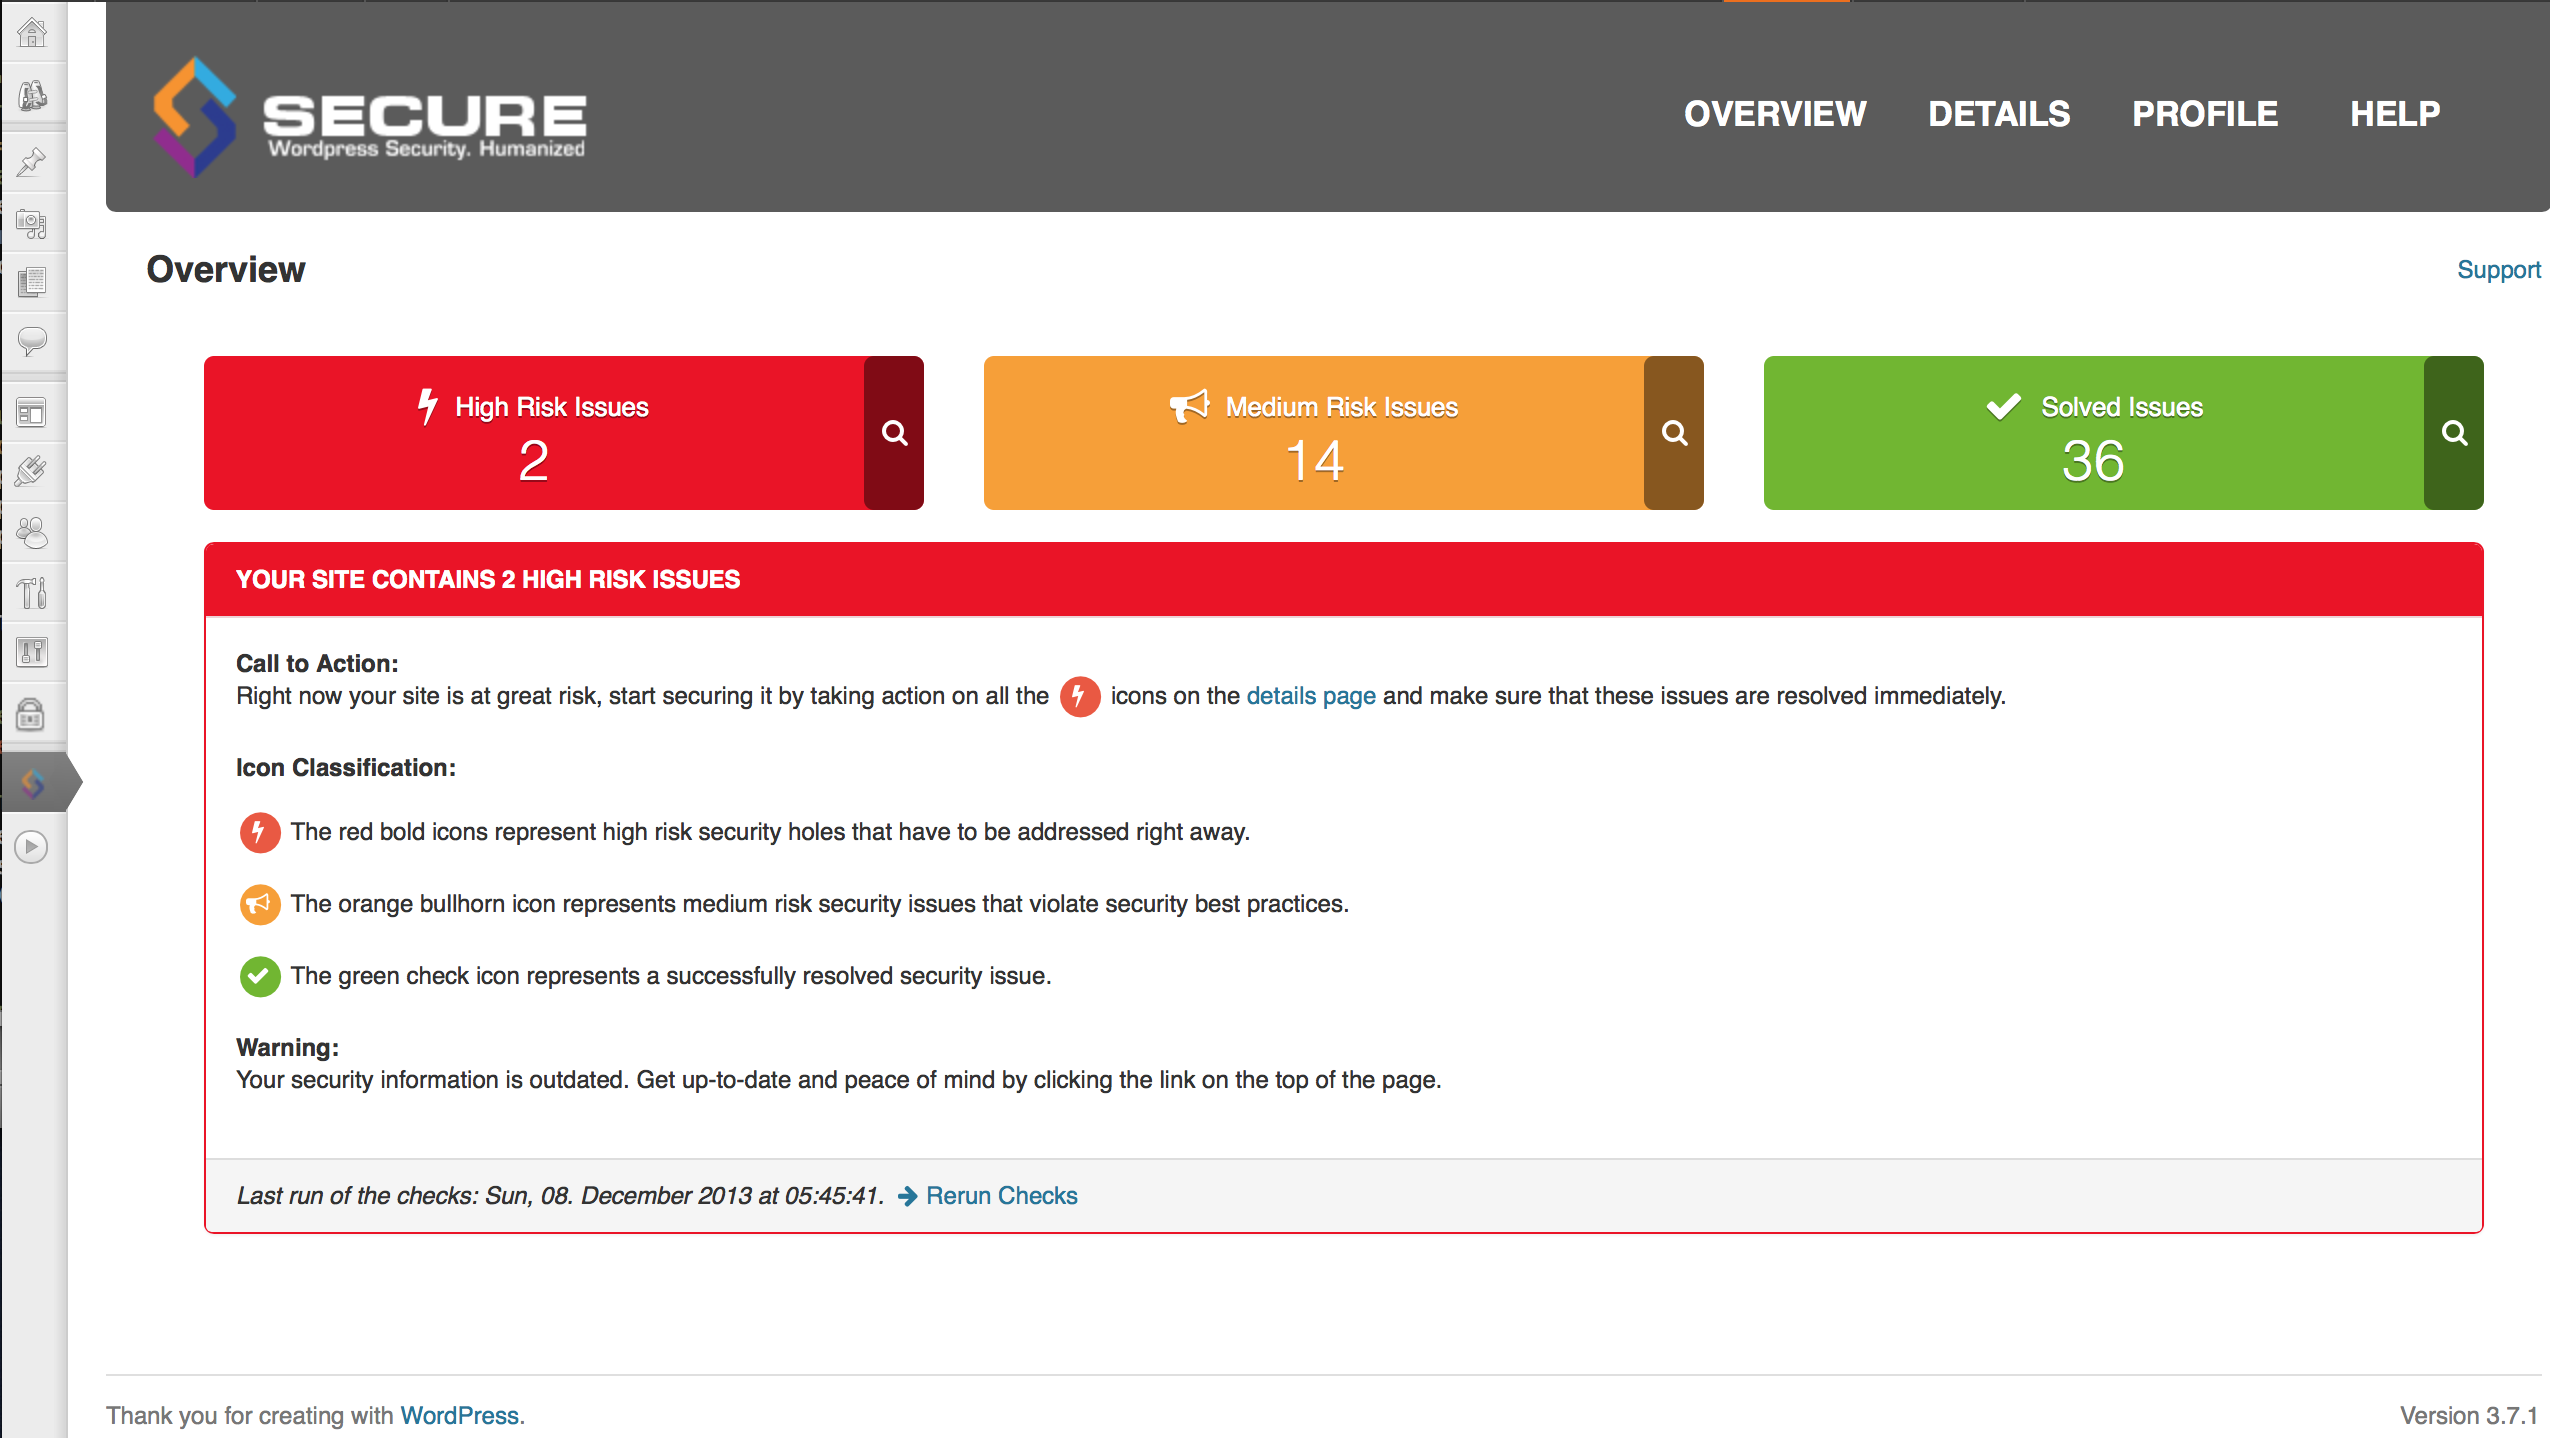 SECURE
Wordpress Security. Humanized
OVERVIEW DETAILS PROFILE HELP
Overview
Support
High Risk Issues
2
Medium Risk Issues
14
Solved Issues
36
YOUR SITE CONTAINS 2 HIGH RISK ISSUES
Call to Action:
Right now your site is at great risk, start securing it by taking action on all the icons on the details page and make sure that these issues are resolved immediately.
Icon Classification:
The red bold icons represent high risk security holes that have to be addressed right away.
The orange bullhorn icon represents medium risk security issues that violate security best practices.
The green check icon represents a successfully resolved security issue.
Warning:
Your security information is outdated. Get up-to-date and peace of mind by clicking the link on the top of the page.
Last run of the checks: Sun, 08. December 2013 at 05:45:41. Rerun Checks
Thank you for creating with WordPress.
Version 3.7.1